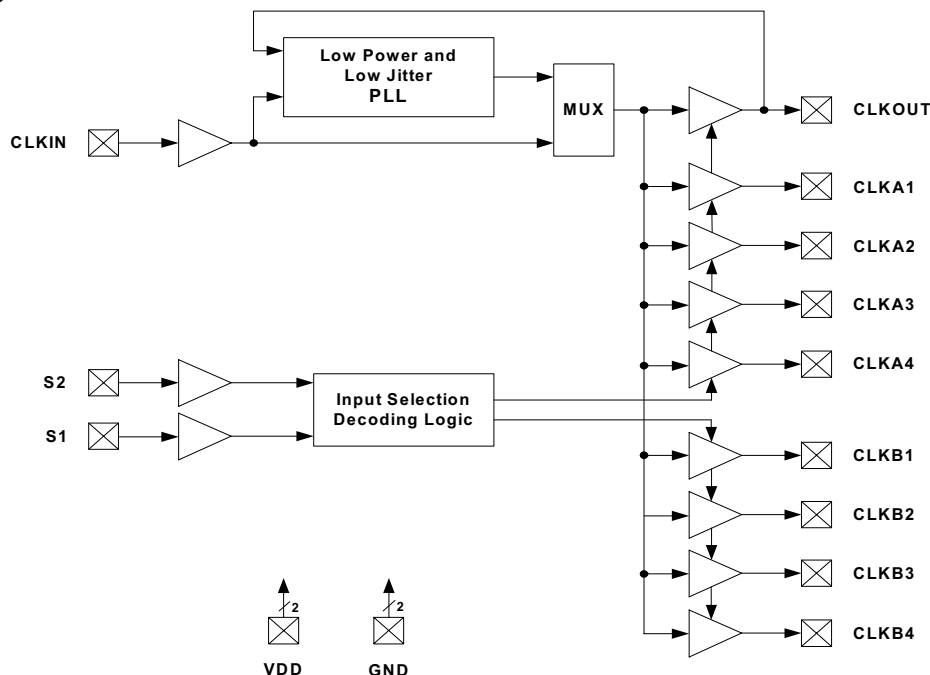 Low Power and
Low Jitter
PLL
MUX
CLKIN
CLKOUT
CLKA1
CLKA2
CLKA3
CLKA4
S2
S1
Input Selection
Decoding Logic
CLKB1
CLKB2
CLKB3
CLKB4
2
2
VDD
GND